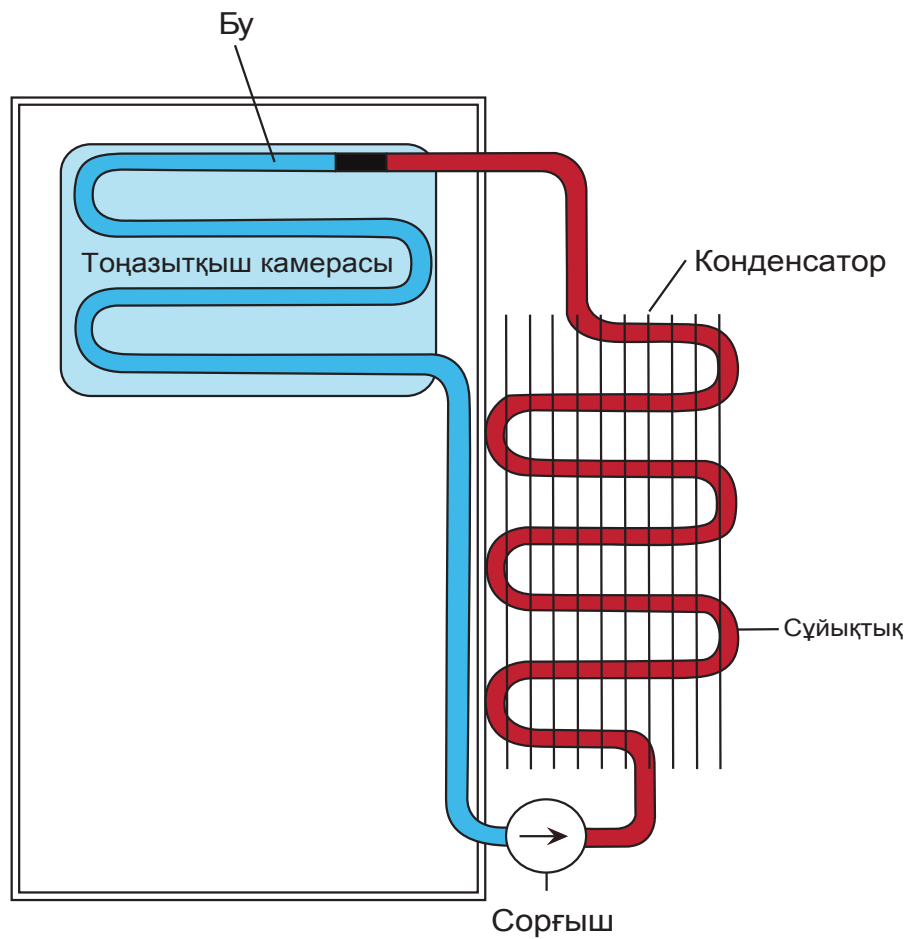 Бу
Тоңазытқыш камерасы
Конденсатор
Сұйықтық
Сорғыш